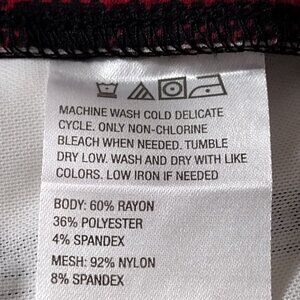 MACHINE WASH COLD DELICATE
CYCLE. ONLY NON-CHLORINE
BLEACH WHEN NEEDED. TUMBLE
DRY LOW. WASH AND DRY WITH LIKE
COLORS. LOW IRON IF NEEDED
BODY: 60% RAYON
36% POLYESTER
4% SPANDEX
MESH: 92% NYLON
8% SPANDEX